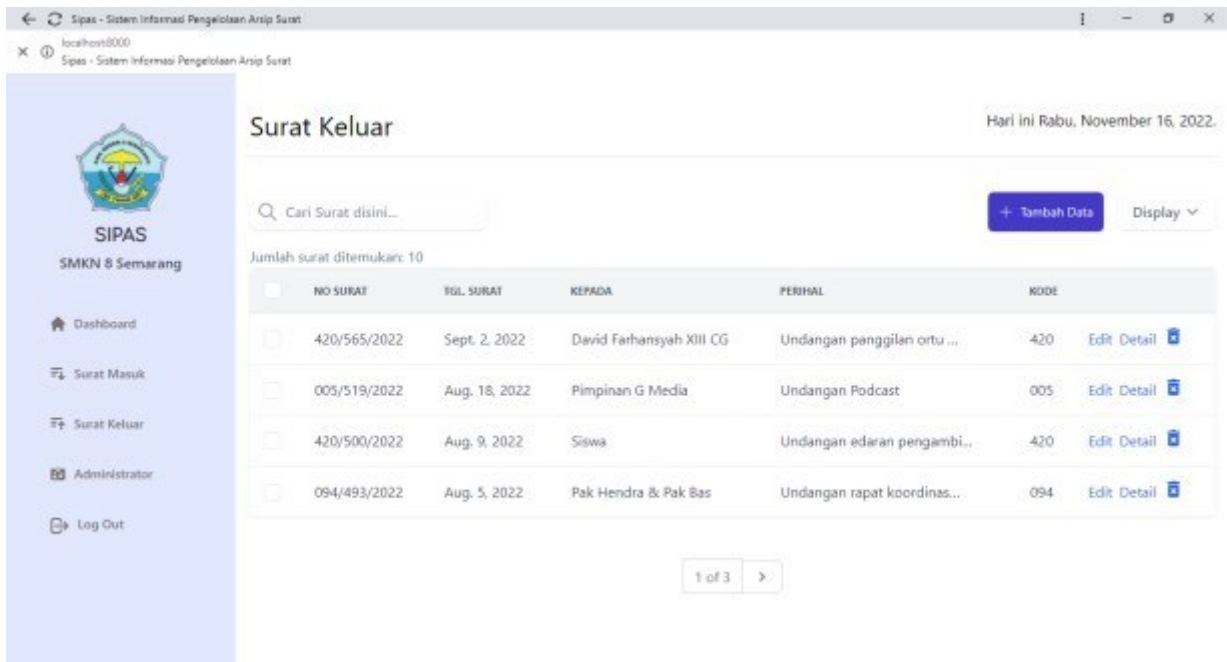 Sipas - Sistem Informasi Pengelolaan Arsip Surat
localhost:8000
Sipas - Sistem Informasi Pengelolaan Arsip Surat
SIPAS
SMKN 8 Semarang
Dashboard
Surat Masuk
Surat Keluar
Administrator
Log Out
Surat Keluar
Hari ini Rabu, November 16, 2022.
Cari Surat disini...
+ Tambah Data
Display
Jumlah surat ditemukan: 10
NO SURAT TGL. SURAT KEPADA PERIHAL KODE
420/565/2022 Sept. 2, 2022 David Farhansyah XIII CG Undangan panggilan ortu ... 420 Edit Detail
005/519/2022 Aug. 18, 2022 Pimpinan G Media Undangan Podcast 005 Edit Detail
420/500/2022 Aug. 9, 2022 Siswa Undangan edaran pengambi... 420 Edit Detail
094/493/2022 Aug. 5, 2022 Pak Hendra & Pak Bas Undangan rapat koordinas... 094 Edit Detail
1 of 3 >